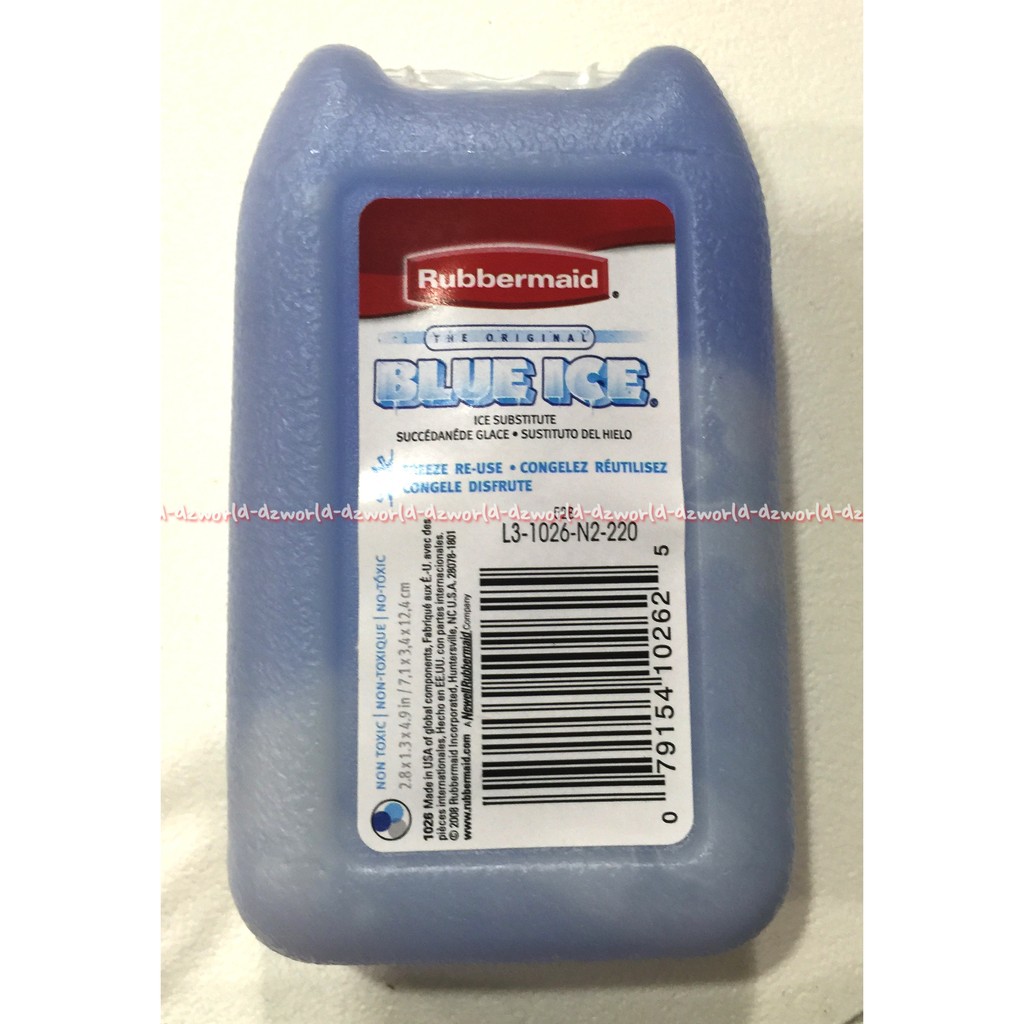 Rubbermaid®
THE ORIGINAL
BLUE ICE®
ICE SUBSTITUTE
SUCCÉDANÉDE GLACE • SUSTITUTO DEL HIELO
FREEZE RE-USE • CONGELEZ RÉUTILISEZ
CONGELE DISFRUTE
d-dzworld-dzworld-dzworld-dzworld-dzworld-dzworld-dzworld-dzworld-dz
L3-1026-N2-220
NON TOXIC | NON-TOXIQUE | NO-TÓXIC
2.8 x 1.3 x 4.9 in / 7,1 x 3,4 x 12,4 cm
1026 Made in USA of global components, Fabriqué aux É.-U. avec des
pièces internationales, Hecho en EE.UU. con partes internacionales.
© 2008 Rubbermaid Incorporated, Huntersville, NC U.S.A. 28078-1801
www.rubbermaid.com A NewellRubbermaid Company
0 79154 10262 5